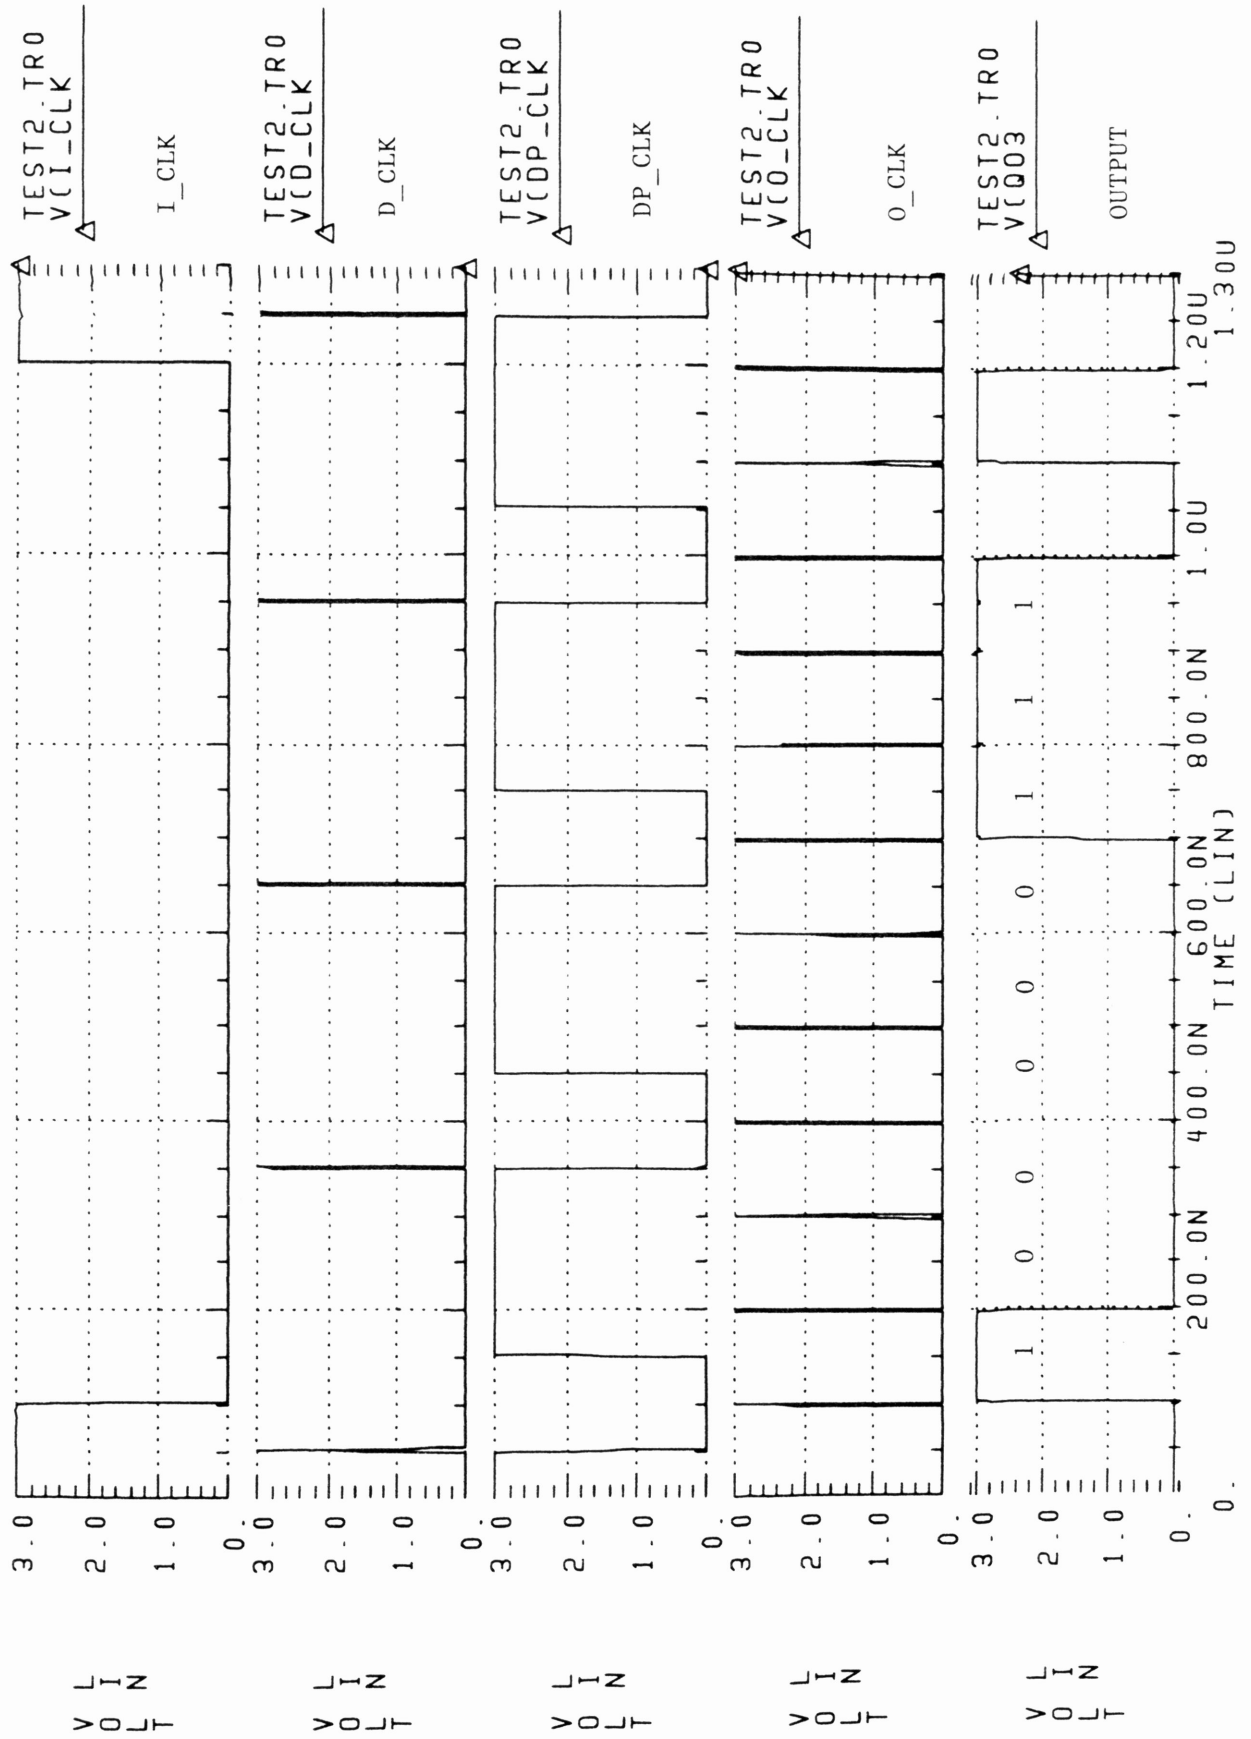 TEST2.TR0
V(I_CLK
I_CLK
VOLT LIN
3.0
2.0
1.0
0.
TEST2.TR0
V(D_CLK
D_CLK
VOLT LIN
3.0
2.0
1.0
0.
TEST2.TR0
V(DP_CLK
DP_CLK
VOLT LIN
3.0
2.0
1.0
0.
TEST2.TR0
V(O_CLK
O_CLK
VOLT LIN
3.0
2.0
1.0
0.
TEST2.TR0
V(QO3
OUTPUT
VOLT LIN
3.0
2.0
1.0
0.
1 0 0 0 0 0 1 1 1
0. 200.0N 400.0N 600.0N 800.0N 1.0U 1.20U 1.30U
TIME (LIN)